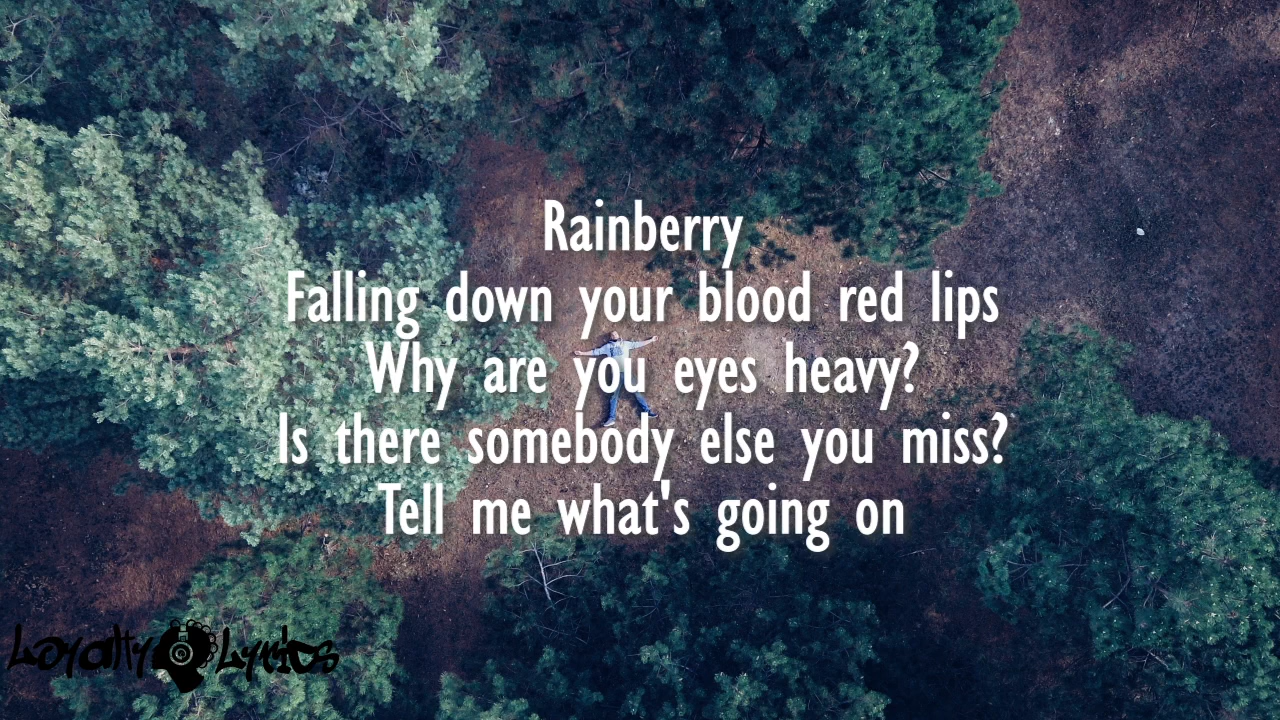 Rainberry
Falling down your blood red lips
Why are you eyes heavy?
Is there somebody else you miss?
Tell me what's going on
Loyalty Lyrics